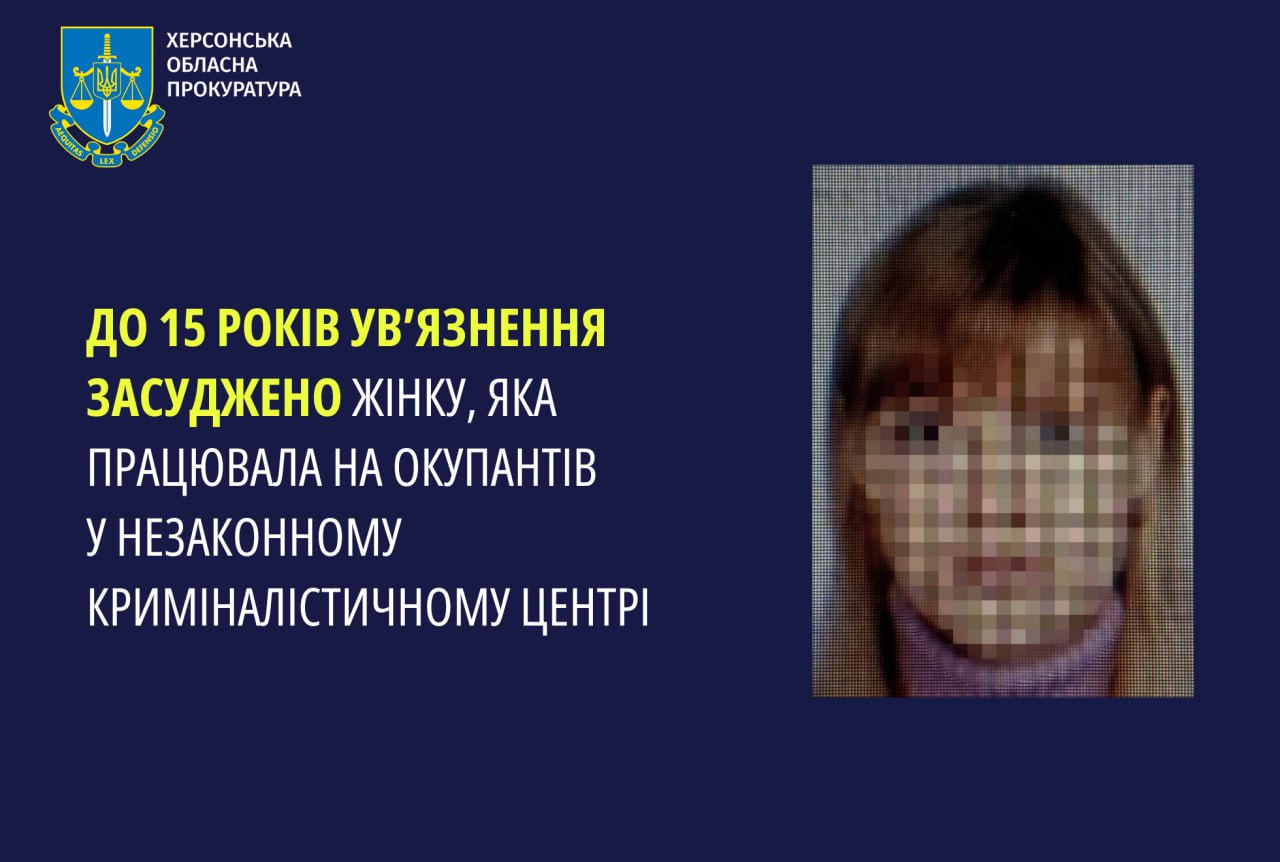 ХЕРСОНСЬКА
ОБЛАСНА
ПРОКУРАТУРА
AEQUITAS LEX DEFENSIO
ДО 15 РОКІВ УВ’ЯЗНЕННЯ
ЗАСУДЖЕНО ЖІНКУ, ЯКА
ПРАЦЮВАЛА НА ОКУПАНТІВ
У НЕЗАКОННОМУ
КРИМІНАЛІСТИЧНОМУ ЦЕНТРІ